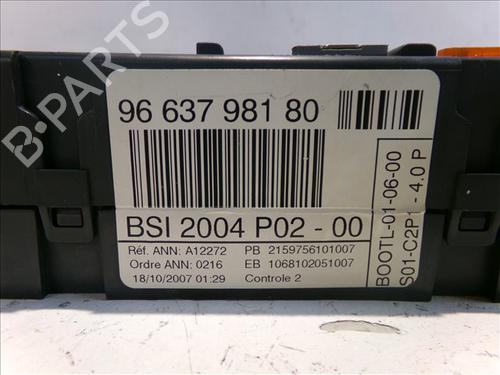 96 637 981 80
BSI 2004 P02 - 00
Réf. ANN: A12272 PB 2159756101007
Ordre ANN: 0216 EB 1068102051007
18/10/2007 01:29 Controle 2
BOOTL-01-06-00
S01-C2P1 - 4.0 P
B-PARTS